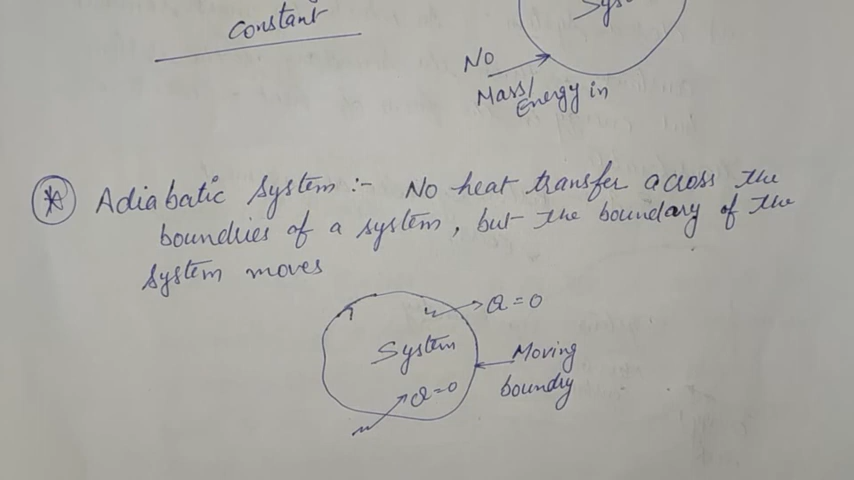 constant
No
Mass/
Energy in
Adiabatic System :- No heat transfer across the
boundries of a system, but the boundary of the
system moves
Q = 0
System
Moving
boundry
Q=0